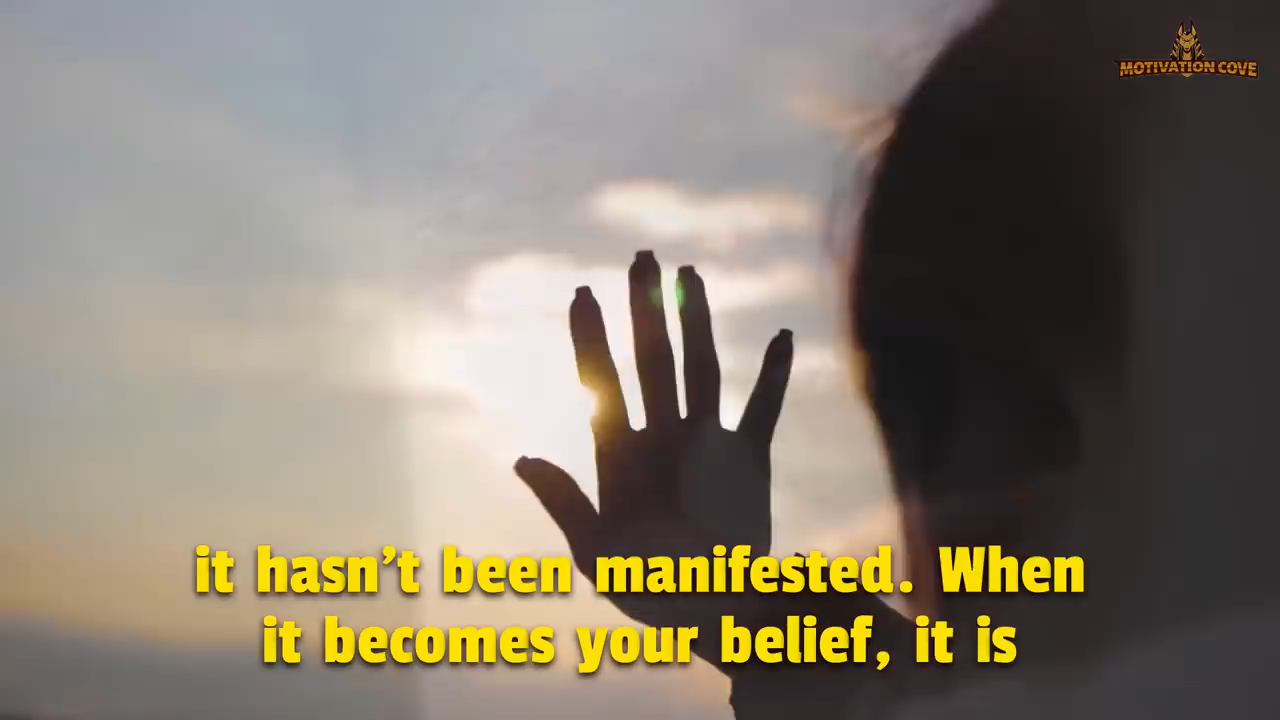 MOTIVATION COVE
it hasn't been manifested. When
it becomes your belief, it is